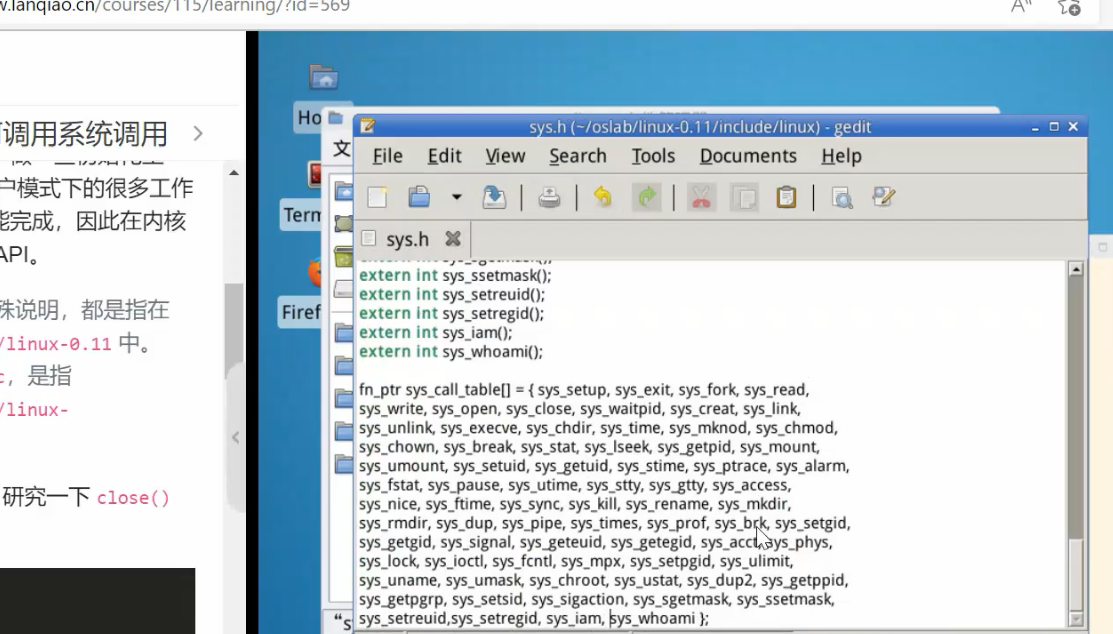 w.lanqiao.cn/courses/115/learning/?id=569
调用系统调用
户模式下的很多工作
能完成，因此在内核
API。
殊说明，都是指在
/linux-0.11 中。
c，是指
/linux-
研究一下 close()
Ho
Term
Firef
文
sys.h (~/oslab/linux-0.11/include/linux) - gedit
File Edit View Search Tools Documents Help
sys.h
extern int sys_ssetmask();
extern int sys_setreuid();
extern int sys_setregid();
extern int sys_iam();
extern int sys_whoami();
fn_ptr sys_call_table[] = { sys_setup, sys_exit, sys_fork, sys_read,
sys_write, sys_open, sys_close, sys_waitpid, sys_creat, sys_link,
sys_unlink, sys_execve, sys_chdir, sys_time, sys_mknod, sys_chmod,
sys_chown, sys_break, sys_stat, sys_lseek, sys_getpid, sys_mount,
sys_umount, sys_setuid, sys_getuid, sys_stime, sys_ptrace, sys_alarm,
sys_fstat, sys_pause, sys_utime, sys_stty, sys_gtty, sys_access,
sys_nice, sys_ftime, sys_sync, sys_kill, sys_rename, sys_mkdir,
sys_rmdir, sys_dup, sys_pipe, sys_times, sys_prof, sys_brk, sys_setgid,
sys_getgid, sys_signal, sys_geteuid, sys_getegid, sys_acct, sys_phys,
sys_lock, sys_ioctl, sys_fcntl, sys_mpx, sys_setpgid, sys_ulimit,
sys_uname, sys_umask, sys_chroot, sys_ustat, sys_dup2, sys_getppid,
sys_getpgrp, sys_setsid, sys_sigaction, sys_sgetmask, sys_ssetmask,
sys_setreuid,sys_setregid, sys_iam, sys_whoami };
"s